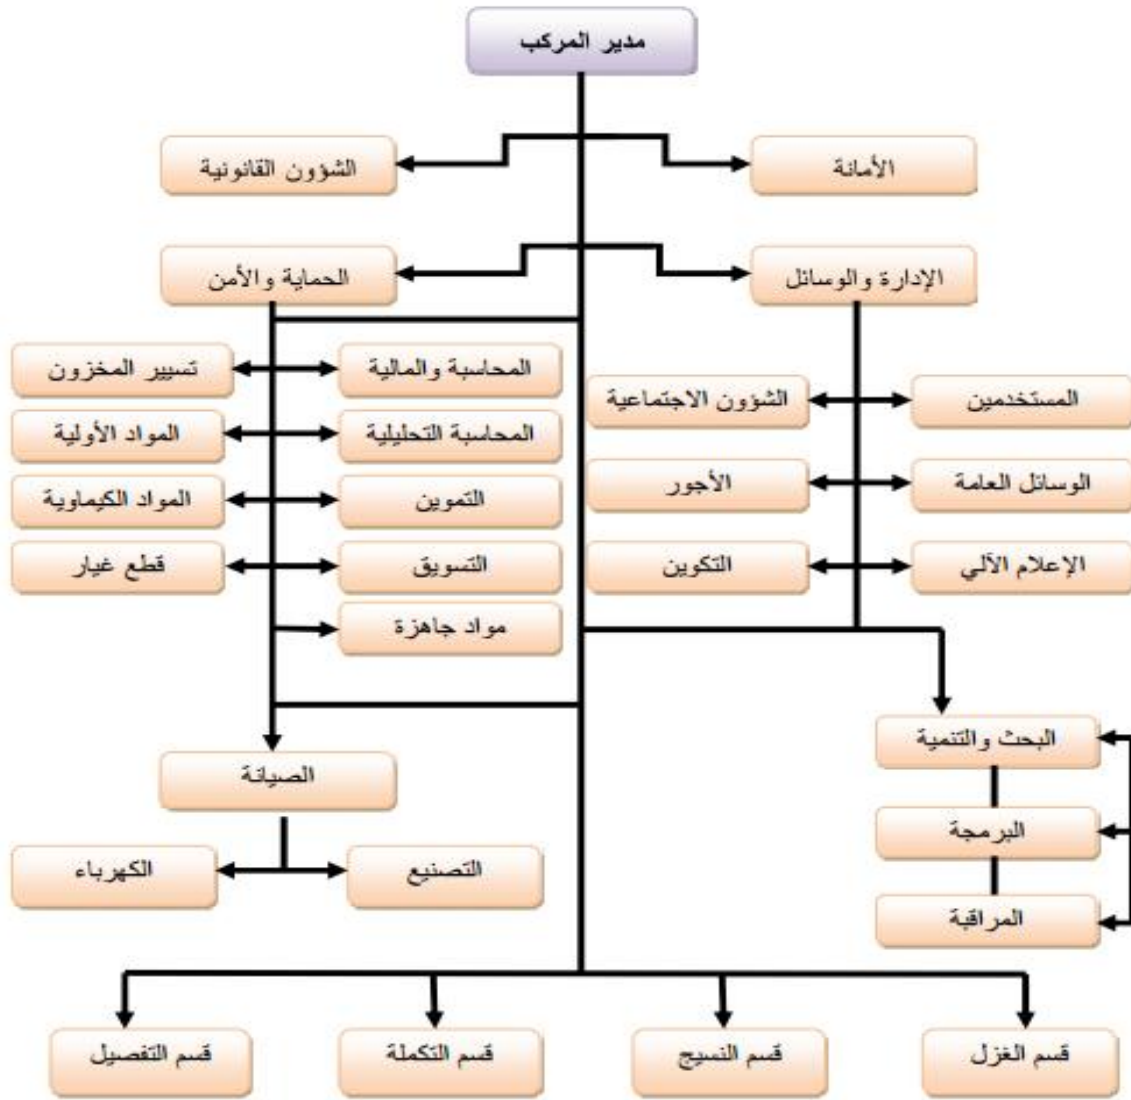 مدير المركب
الأمانة
الشؤون القانونية
الإدارة والوسائل
الحماية والأمن
المحاسبة والمالية
تسيير المخزون
المستخدمين
الشؤون الاجتماعية
المحاسبة التحليلية
المواد الأولية
الوسائل العامة
الأجور
التموين
المواد الكيماوية
الإعلام الآلي
التكوين
التسويق
قطع غيار
مواد جاهزة
البحث والتنمية
الصيانة
البرمجة
التصنيع
الكهرباء
المراقبة
قسم الغزل
قسم النسيج
قسم التكملة
قسم التفصيل